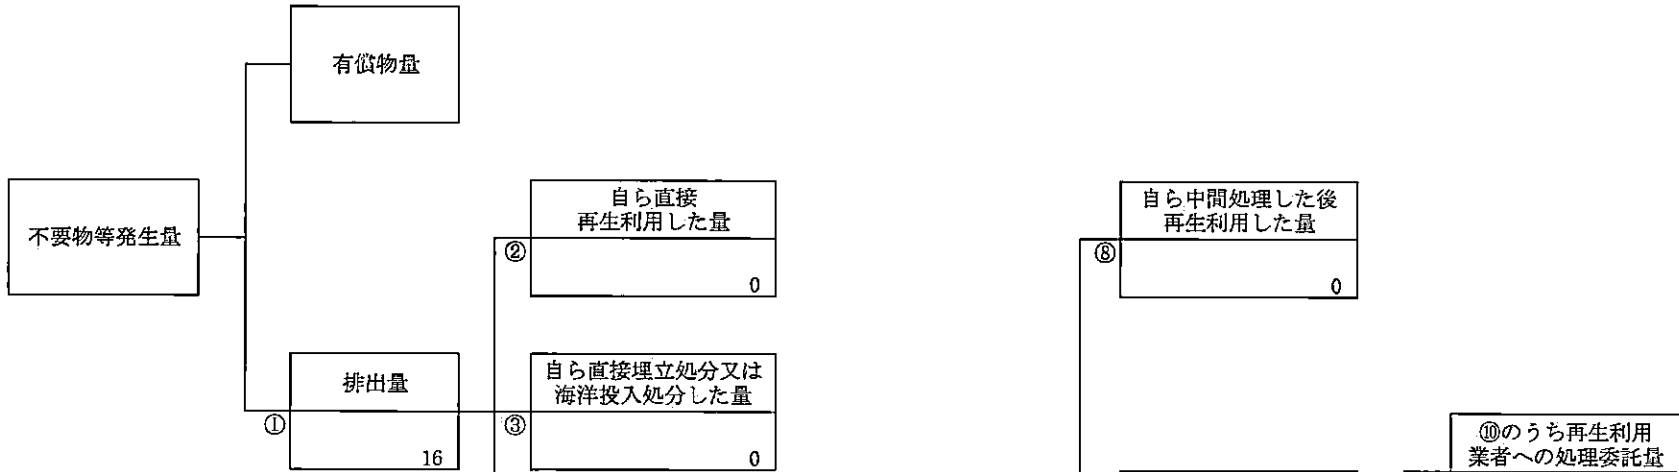 有償物量
不要物等発生量
自ら直接
再生利用した量
②
0
自ら中間処理した後
再生利用した量
⑧
0
排出量
①
16
自ら直接埋立処分又は
海洋投入処分した量
③
0
⑩のうち再生利用
業者への処理委託量